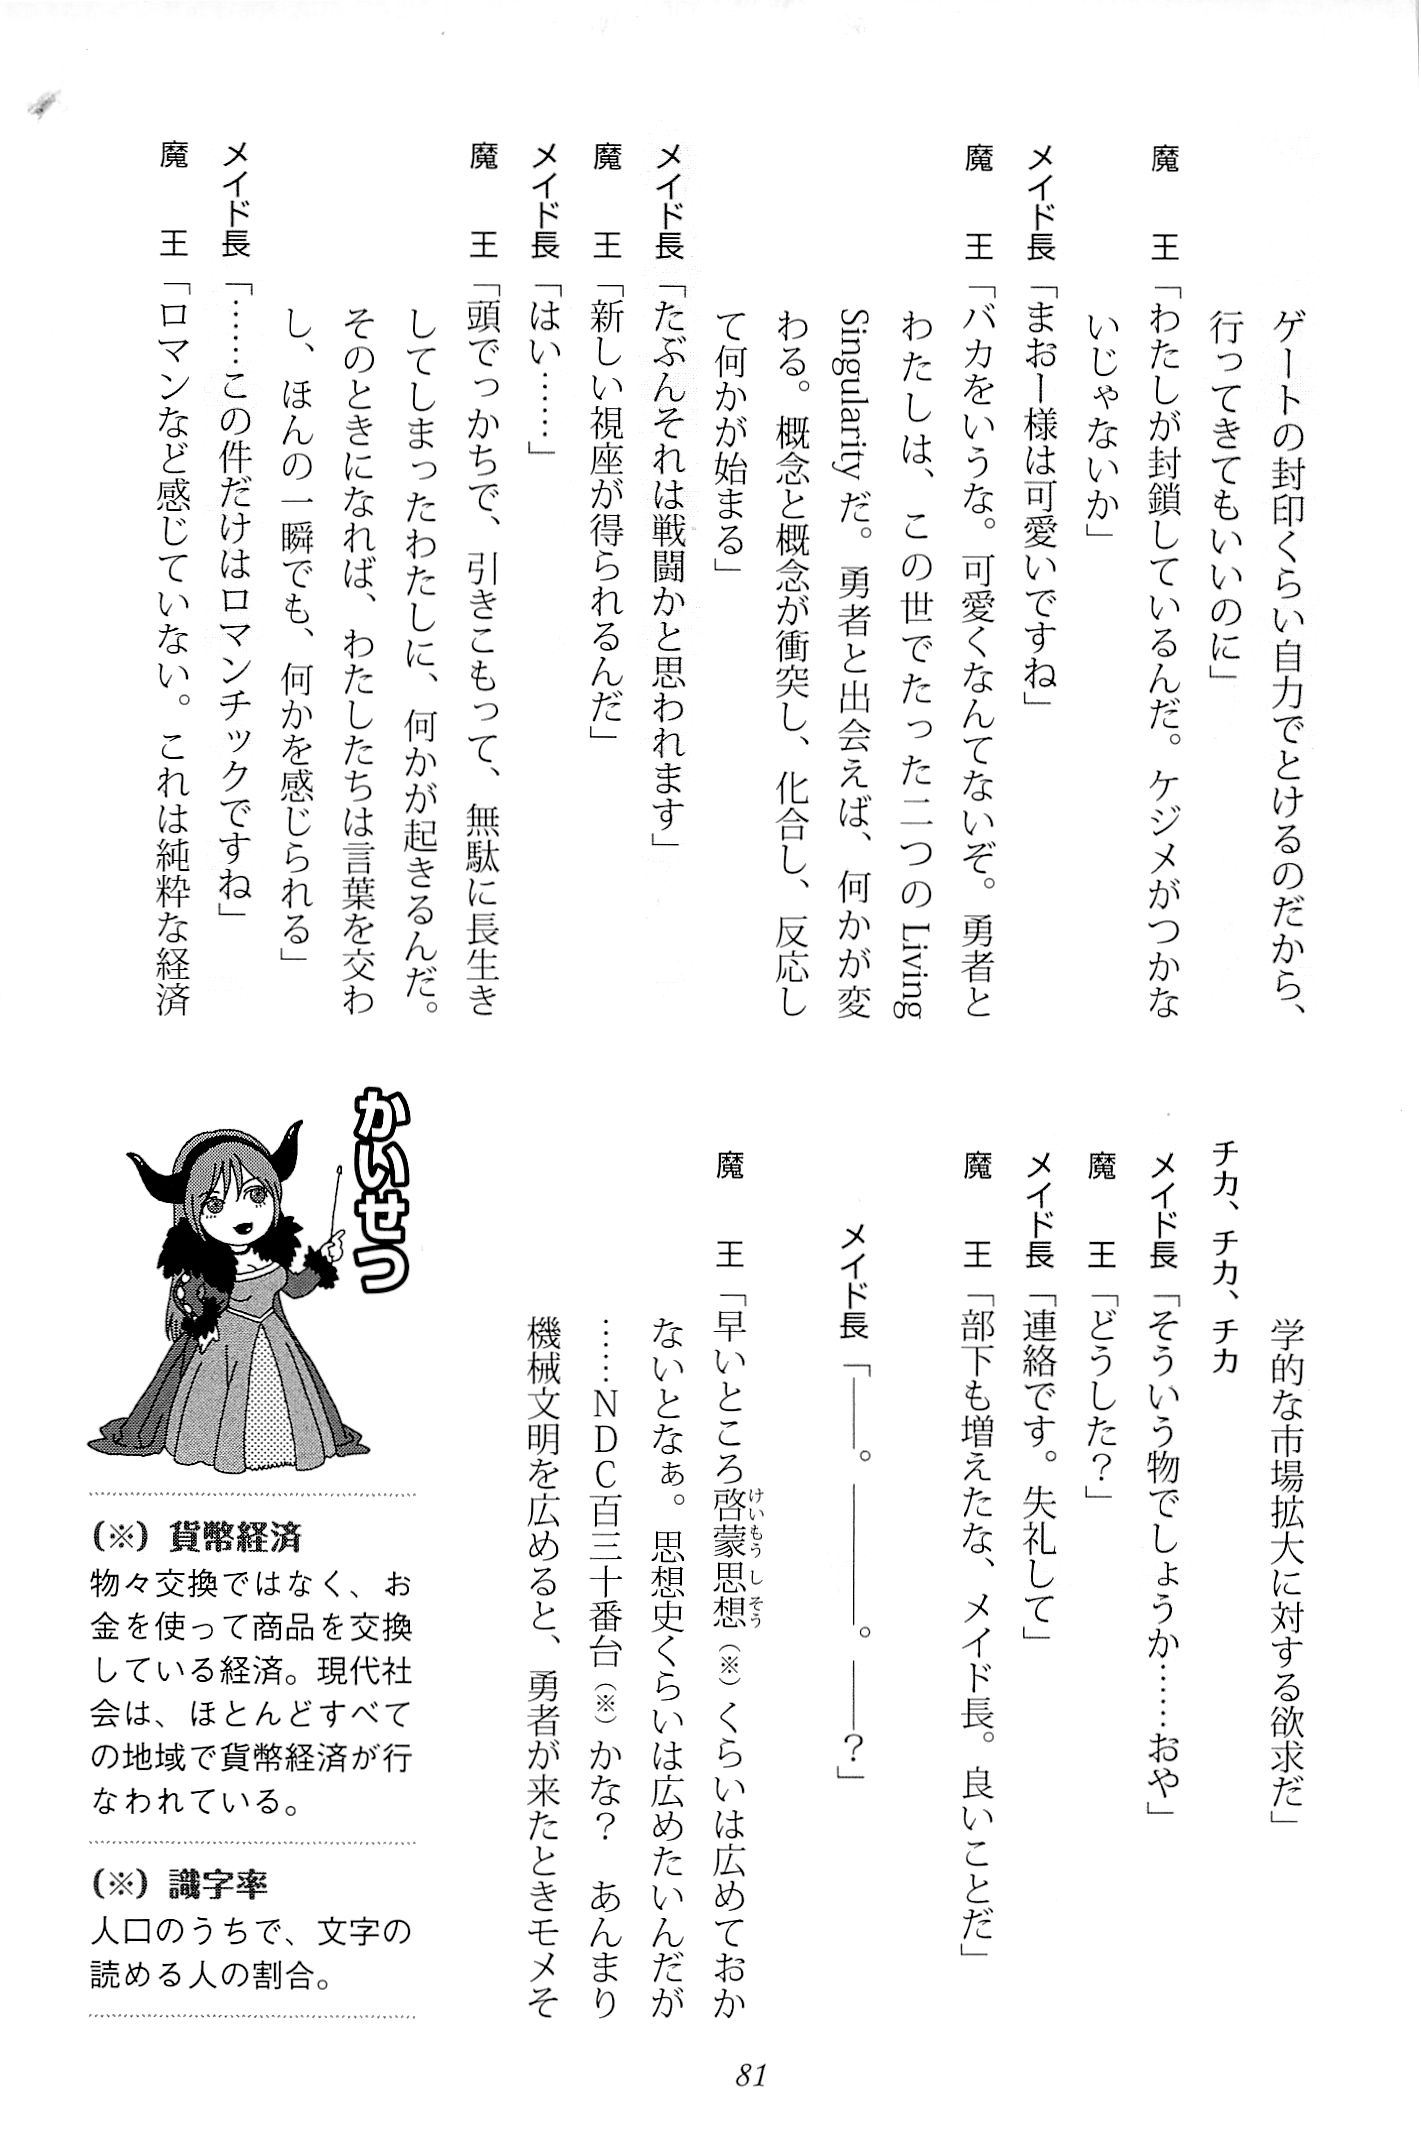 ゲートの封印くらい自力でとけるのだから、
行ってきてもいいのに」
魔　王「わたしが封鎖しているんだ。ケジメがつかな
いじゃないか」
メイド長「まおー様は可愛いですね」
魔　王「バカをいうな。可愛くなんてないぞ。勇者と
わたしは、この世でたった二つの Living
Singularity だ。勇者と出会えば、何かが変
わる。概念と概念が衝突し、化合し、反応し
て何かが始まる」
メイド長「たぶんそれは戦闘かと思われます」
魔　王「新しい視座が得られるんだ」
メイド長「はい……」
魔　王「頭でっかちで、引きこもって、無駄に長生き
してしまったわたしに、何かが起きるんだ。
そのときになれば、わたしたちは言葉を交わ
し、ほんの一瞬でも、何かを感じられる」
メイド長「……この件だけはロマンチックですね」
魔　王「ロマンなど感じていない。これは純粋な経済
学的な市場拡大に対する欲求だ」
チカ、チカ、チカ
メイド長「そういう物でしょうか……おや」
魔　王「どうした？」
メイド長「連絡です。失礼して」
魔　王「部下も増えたな、メイド長。良いことだ」
メイド長「――。――――。――？」
魔　王「早いところ啓蒙思想（※）くらいは広めておか
けいもうしそう
ないとなぁ。思想史くらいは広めたいんだが
……ＮＤＣ百三十番台（※）かな？　あんまり
機械文明を広めると、勇者が来たときモメそ
かいせつ
（※）貨幣経済
物々交換ではなく、お
金を使って商品を交換
している経済。現代社
会は、ほとんどすべて
の地域で貨幣経済が行
なわれている。
（※）識字率
人口のうちで、文字の
読める人の割合。
81